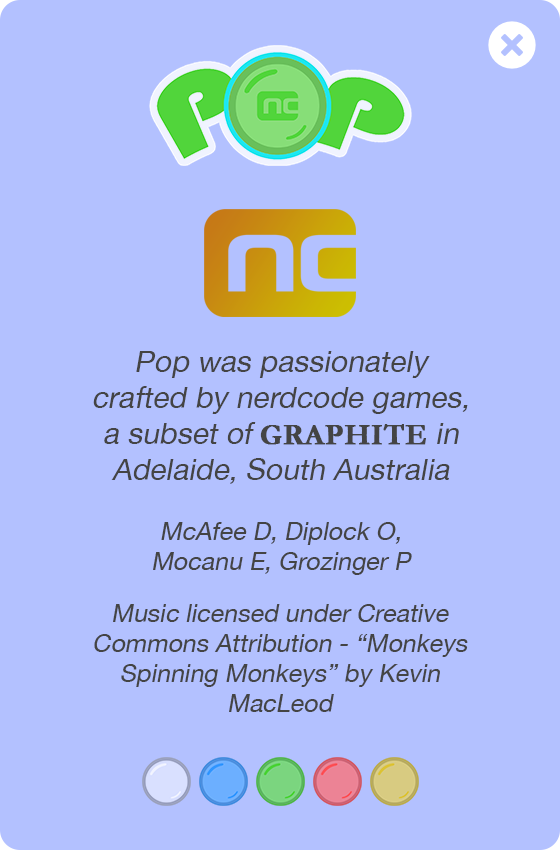 POP
nc
nc
Pop was passionately
crafted by nerdcode games,
a subset of GRAPHITE in
Adelaide, South Australia
McAfee D, Diplock O,
Mocanu E, Grozinger P
Music licensed under Creative
Commons Attribution - “Monkeys
Spinning Monkeys” by Kevin
MacLeod